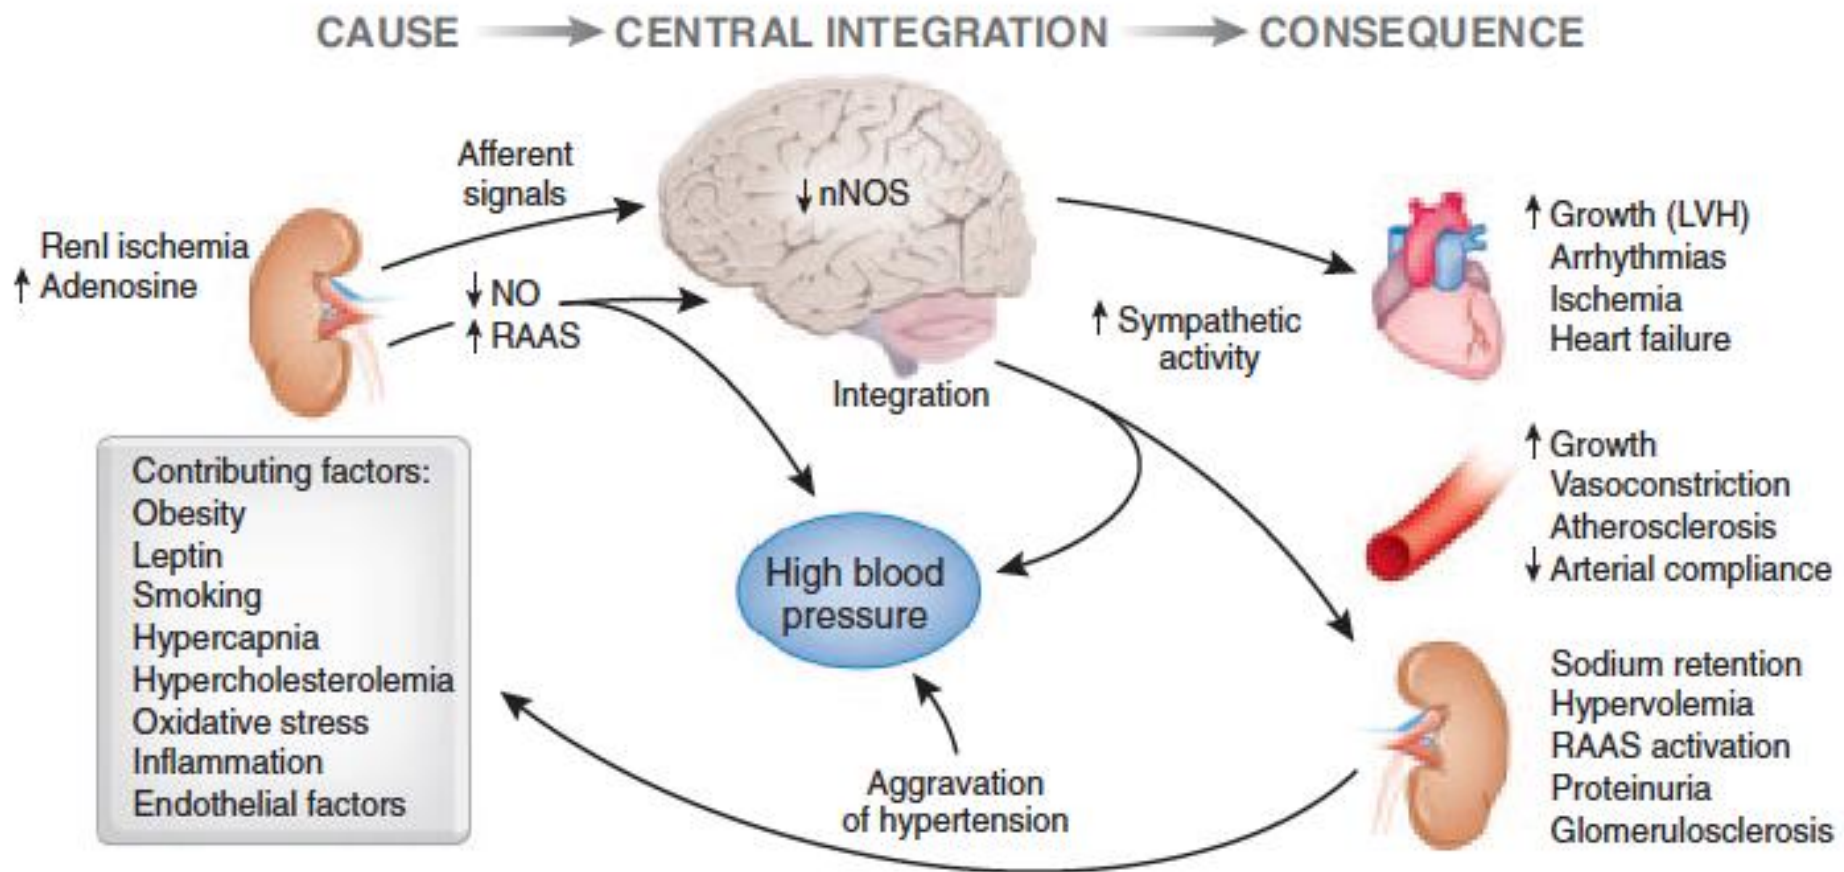 CAUSE → CENTRAL INTEGRATION → CONSEQUENCE
Afferent
signals
Renl ischemia
↑ Adenosine
↓ NO
↑ RAAS
↓ nNOS
Integration
↑ Sympathetic
activity
↑ Growth (LVH)
Arrhythmias
Ischemia
Heart failure
↑ Growth
Vasoconstriction
Atherosclerosis
↓ Arterial compliance
Contributing factors:
Obesity
Leptin
Smoking
Hypercapnia
Hypercholesterolemia
Oxidative stress
Inflammation
Endothelial factors
High blood
pressure
Aggravation
of hypertension
Sodium retention
Hypervolemia
RAAS activation
Proteinuria
Glomerulosclerosis